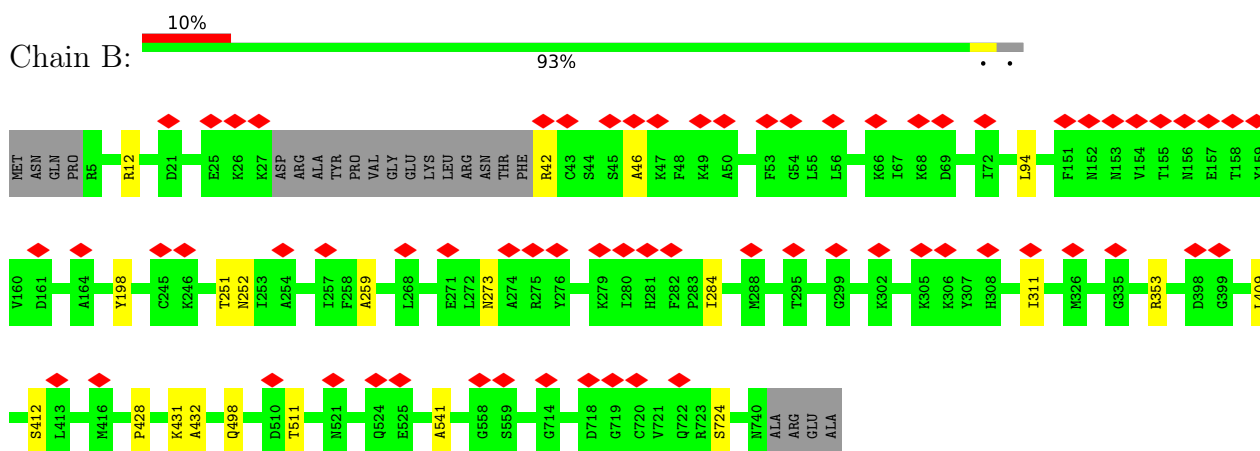 10%
Chain B:
93%
MET ASN GLN PRO R5 R12 D21 E25 K26 K27 ASP ARG ALA TYR PRO VAL GLY GLU LYS LEU ARG ASN THR PHE R42 C43 S44 S45 A46 K47 F48 K49 A50 F53 G54 L55 L56 K66 I67 K68 D69 I72 L94 F151 N152 N153 V154 T155 N156 E157 T158 Y159
V160 D161 A164 Y198 C245 K246 T251 N252 I253 A254 I257 F258 A259 L268 E271 L272 N273 A274 R275 Y276 K279 I280 H281 F282 P283 I284 M288 T295 G299 K302 K305 K306 Y307 H308 I311 M326 G335 R353 D398 G399
S412 L413 M416 P428 K431 A432 Q498 D510 T511 N521 Q524 E525 A541 G558 S559 G714 D718 G719 C720 V721 Q722 R723 S724 N740 ALA ARG GLU ALA